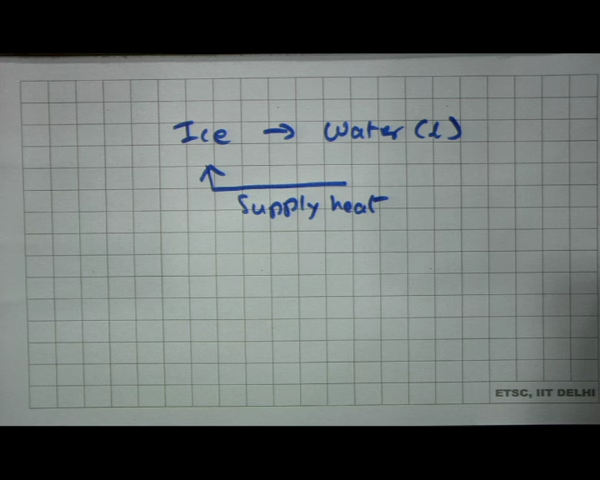 Ice → Water (l)
Supply heat
ETSC, IIT DELHI